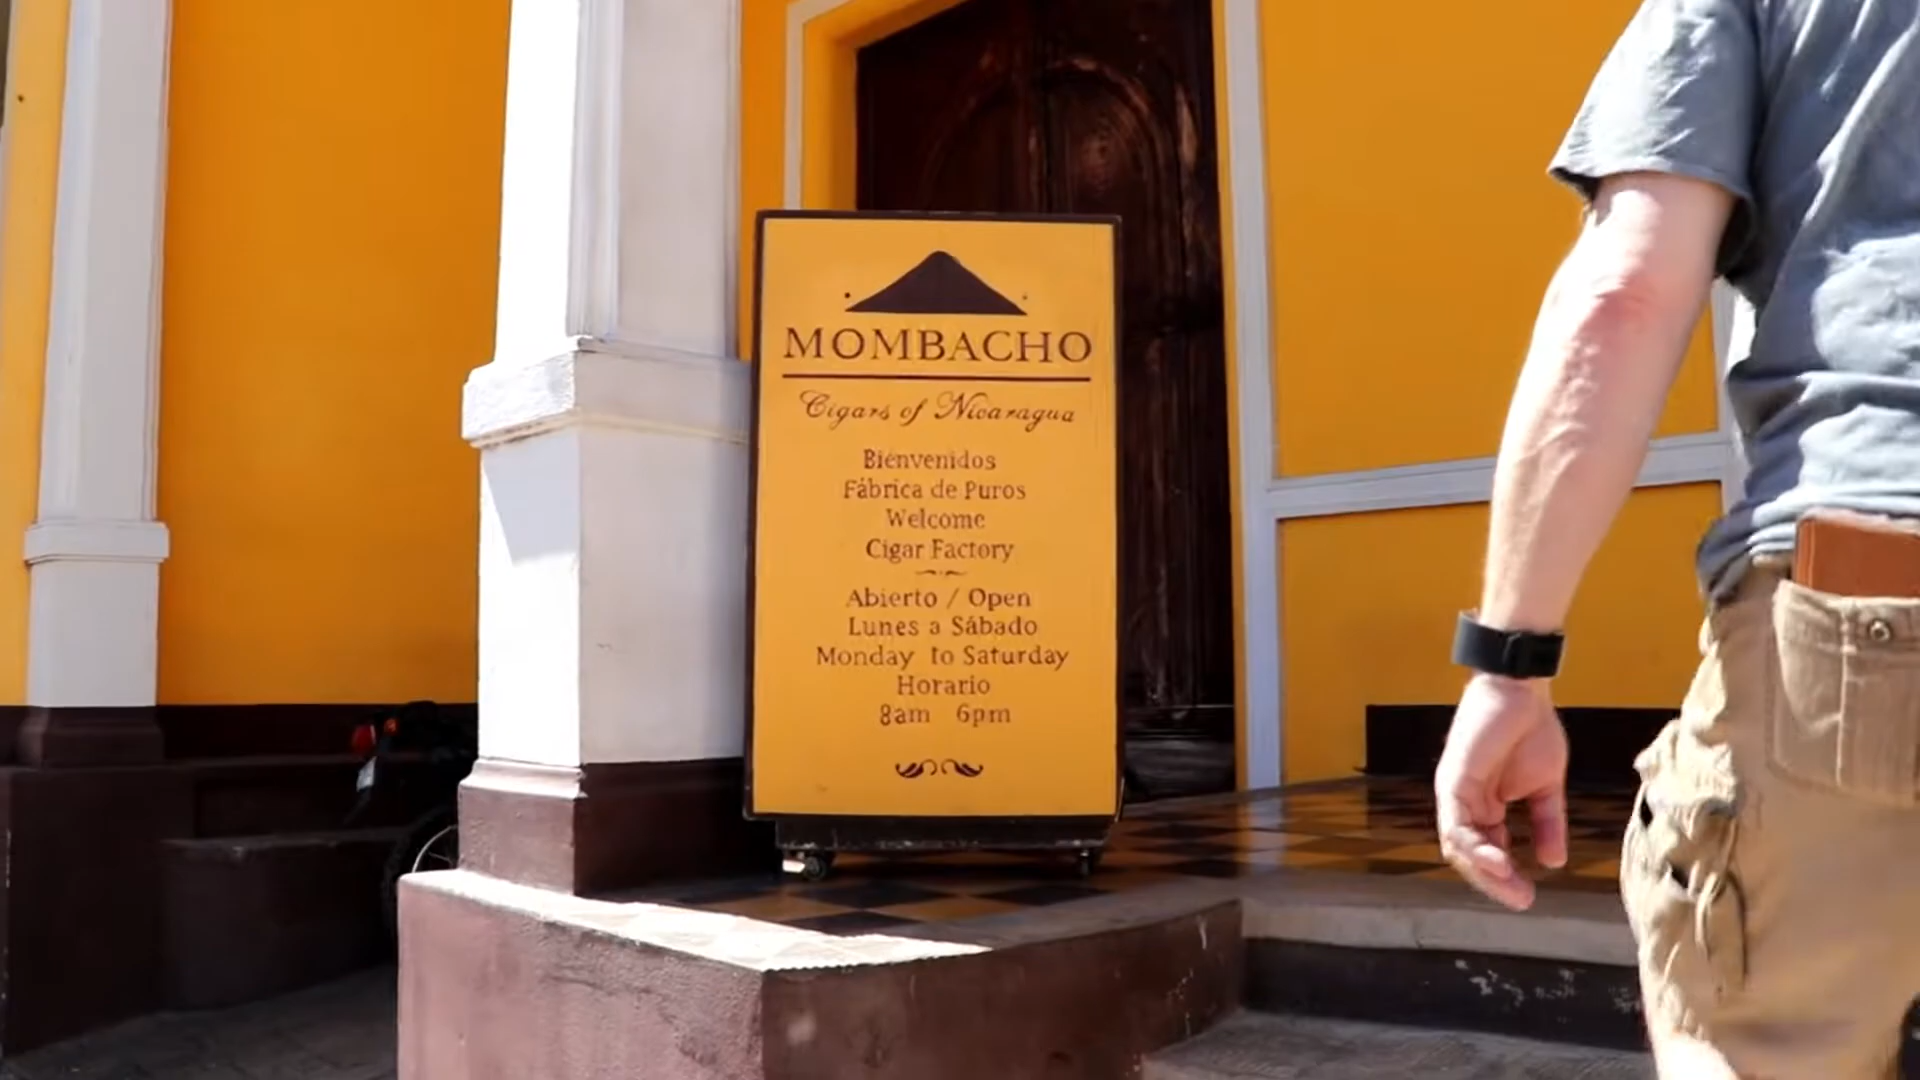 MOMBACHO
Cigars of Nicaragua
Bienvenidos
Fábrica de Puros
Welcome
Cigar Factory
Abierto / Open
Lunes a Sábado
Monday to Saturday
Horario
8am 6pm